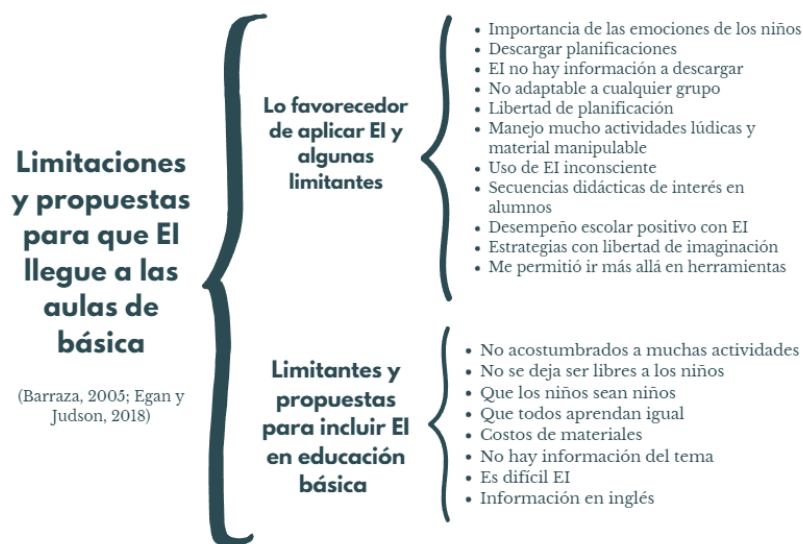 Limitaciones
y propuestas
para que EI
llegue a las
aulas de
básica
(Barraza, 2005; Egan y
Judson, 2018)
Lo favorecedor
de aplicar EI y
algunas
limitantes
• Importancia de las emociones de los niños
• Descargar planificaciones
• EI no hay información a descargar
• No adaptable a cualquier grupo
• Libertad de planificación
• Manejo mucho actividades lúdicas y
material manipulable
• Uso de EI inconsciente
• Secuencias didácticas de interés en
alumnos
• Desempeño escolar positivo con EI
• Estrategias con libertad de imaginación
• Me permitió ir más allá en herramientas
Limitantes y
propuestas
para incluir EI
en educación
básica
• No acostumbrados a muchas actividades
• No se deja ser libres a los niños
• Que los niños sean niños
• Que todos aprendan igual
• Costos de materiales
• No hay información del tema
• Es difícil EI
• Información en inglés